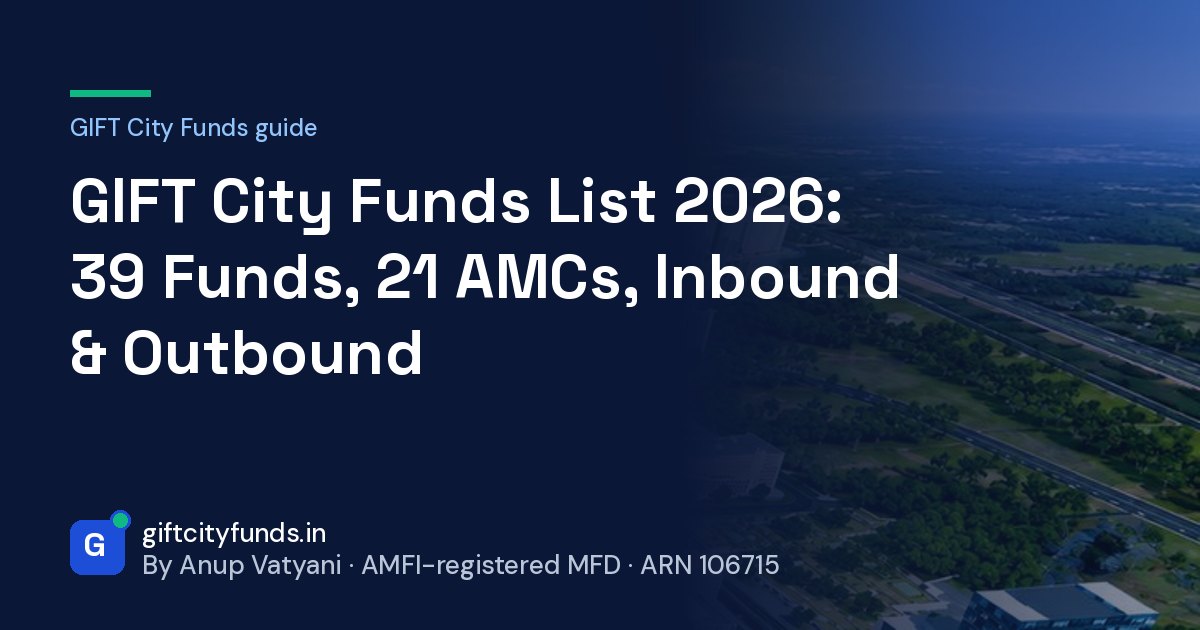 GIFT City Funds guide
GIFT City Funds List 2026:
39 Funds, 21 AMCs, Inbound
& Outbound
G
giftcityfunds.in
By Anup Vatyani · AMFI-registered MFD · ARN 106715